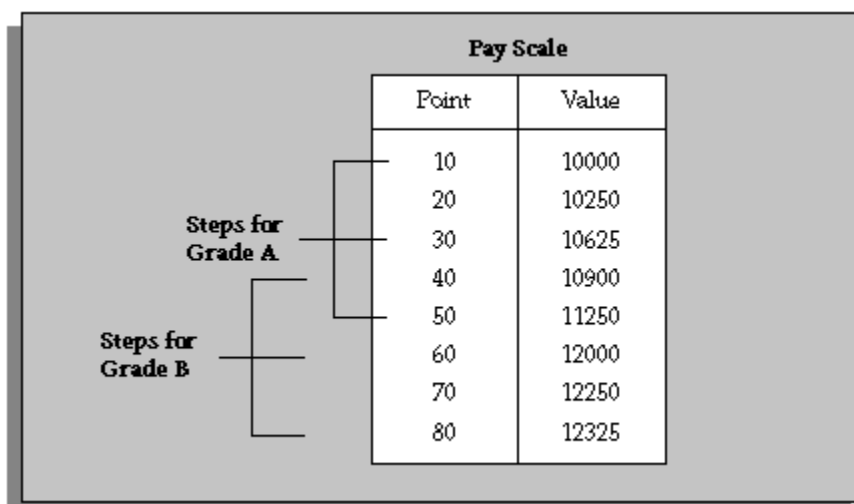 Pay Scale
Point Value
10 10000
20 10250
Steps for
Grade A
30 10625
40 10900
50 11250
Steps for
Grade B
60 12000
70 12250
80 12325